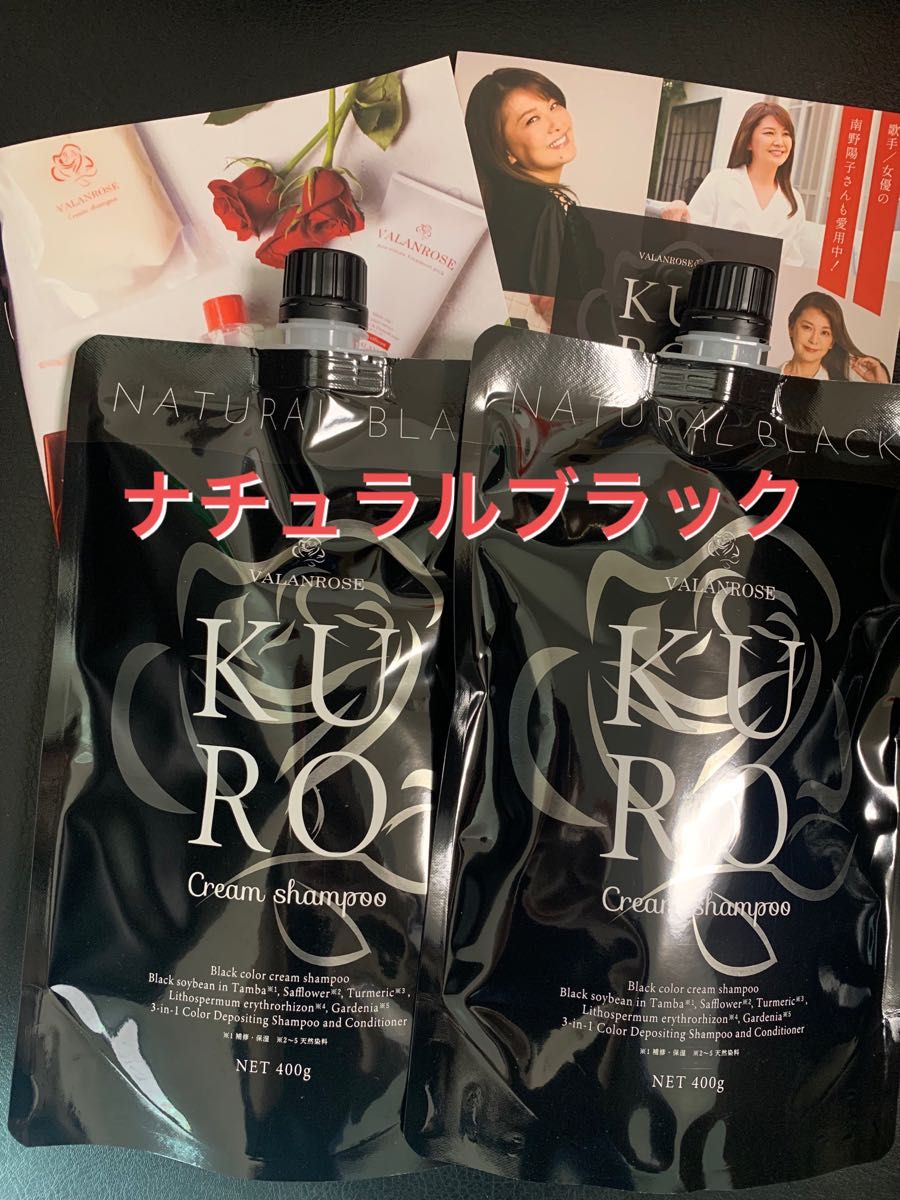 VALANROSE
Cream shampoo
VALANROSE
歌手/女優の
南野陽子さんも愛用中!
VALANROSE
KU
RO
NATURAL BLA
NATURAL BLACK
ナチュラルブラック
VALANROSE
KU
RO
Cream shampoo
Black color cream shampoo
Black soybean in Tamba※1, Safflower※2, Turmeric※3,
Lithospermum erythrorhizon※4, Gardenia※5
3-in-1 Color Depositing Shampoo and Conditioner
※1 補修・保湿 ※2~5 天然染料
NET 400g
VALANROSE
KU
RO
Cream shampoo
Black color cream shampoo
Black soybean in Tamba※1, Safflower※2, Turmeric※3,
Lithospermum erythrorhizon※4, Gardenia※5
3-in-1 Color Depositing Shampoo and Conditioner
※1 補修・保湿 ※2~5 天然染料
NET 400g